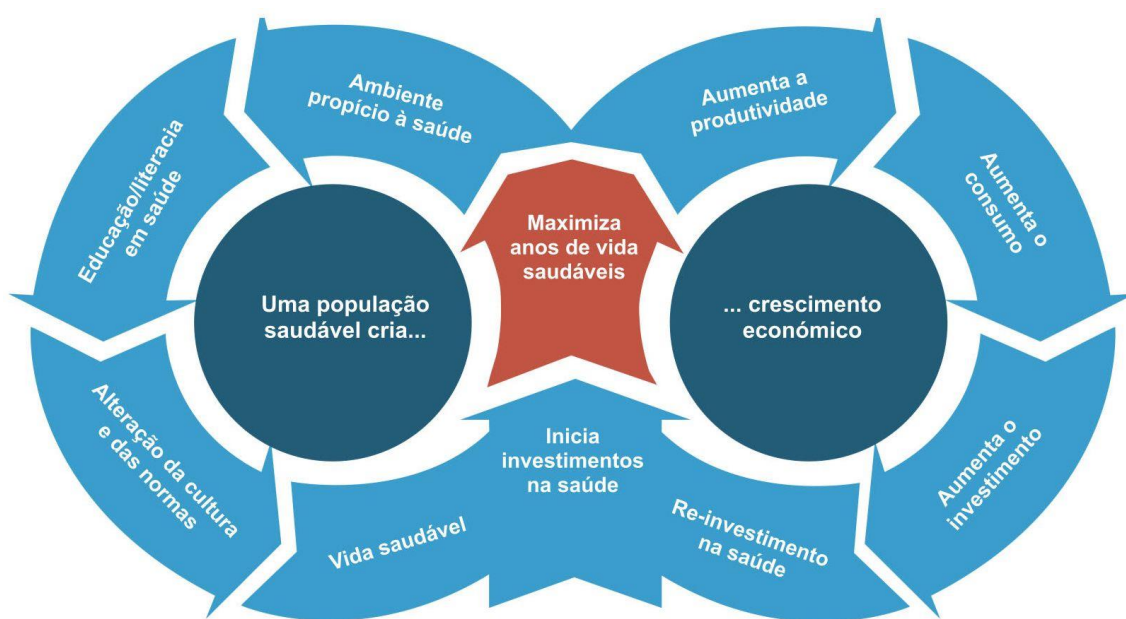 Ambiente
propício à saúde
Educação/literacia
em saúde
Alteração da cultura
e das normas
Vida saudável
Uma população
saudável cria...
Inicia
investimentos
na saúde
Maximiza
anos de vida
saudáveis
Aumenta a
produtividade
Aumenta o
consumo
Aumenta o
investimento
Re-investimento
na saúde
... crescimento
económico